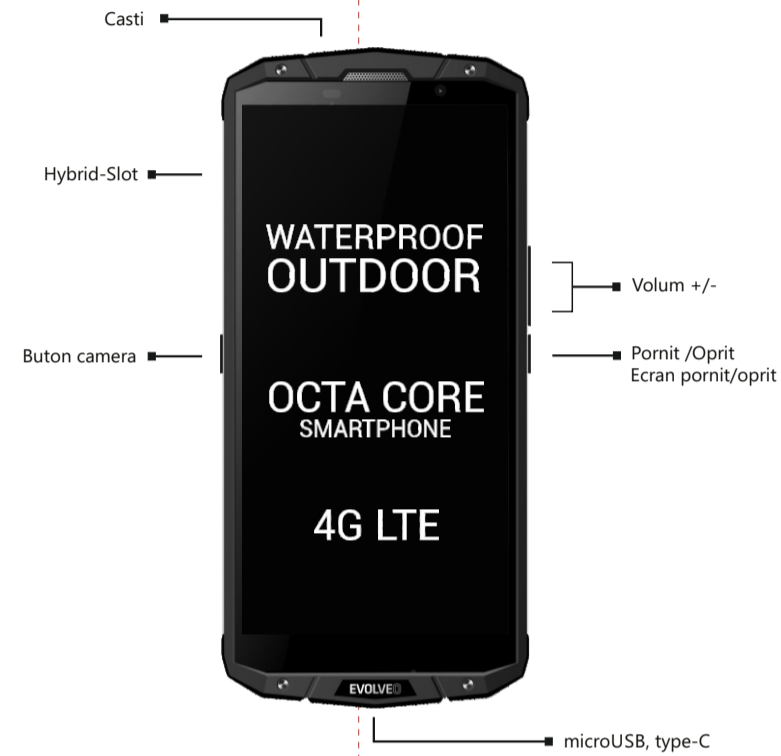 Casti
Hybrid-Slot
WATERPROOF
OUTDOOR
Volum +/-
Buton camera
Pornit /Oprit
Ecran pornit/oprit
OCTA CORE
SMARTPHONE
4G LTE
EVOLVEO
microUSB, type-C